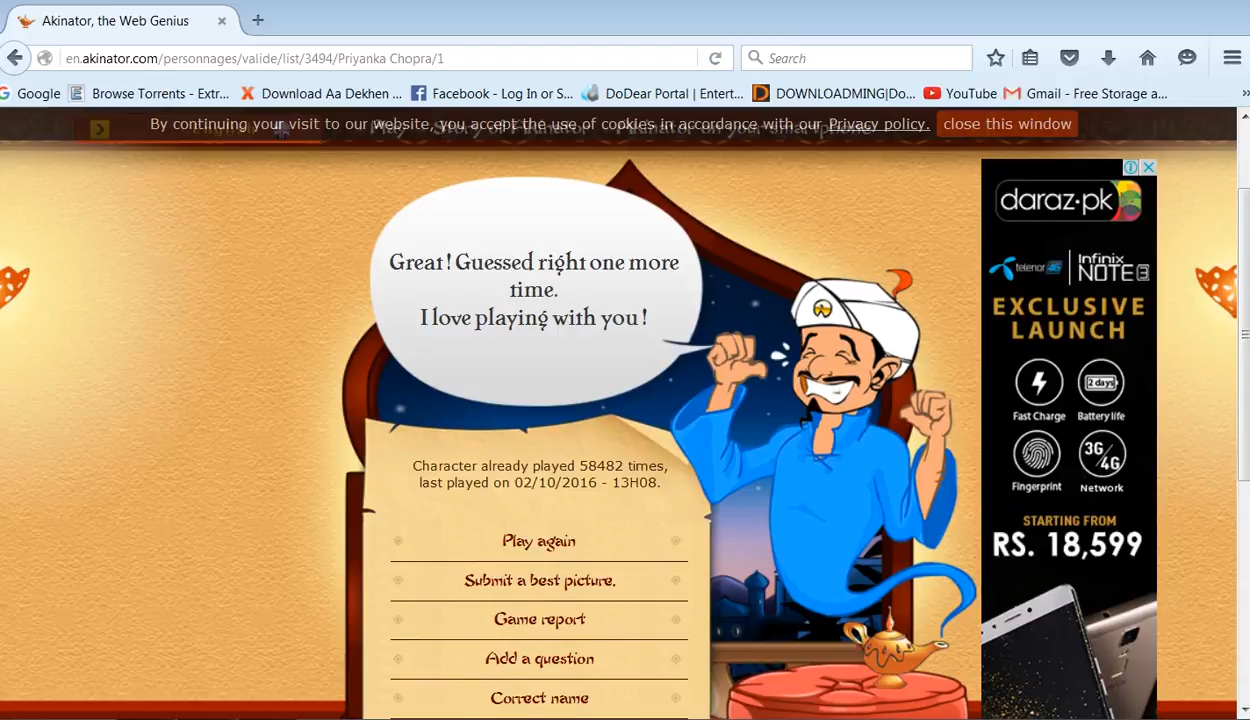 Akinator, the Web Genius
en.akinator.com/personnages/valide/list/3494/Priyanka Chopra/1
Search
Google
Browse Torrents - Extr...
Download Aa Dekhen ...
Facebook - Log In or S...
DoDear Portal | Entert...
DOWNLOADMING|Do...
YouTube
Gmail - Free Storage a...
By continuing your visit to our website, you accept the use of cookies in accordance with our Privacy policy.
close this window
Great! Guessed right one more
time.
I love playing with you!
Character already played 58482 times,
last played on 02/10/2016 - 13H08.
Play again
Submit a best picture.
Game report
Add a question
Correct name
daraz.pk
telenor 4G
Infinix
NOTE 3
EXCLUSIVE
LAUNCH
2 days
Fast Charge
Battery life
3G/
4G
Fingerprint
Network
STARTING FROM
RS. 18,599